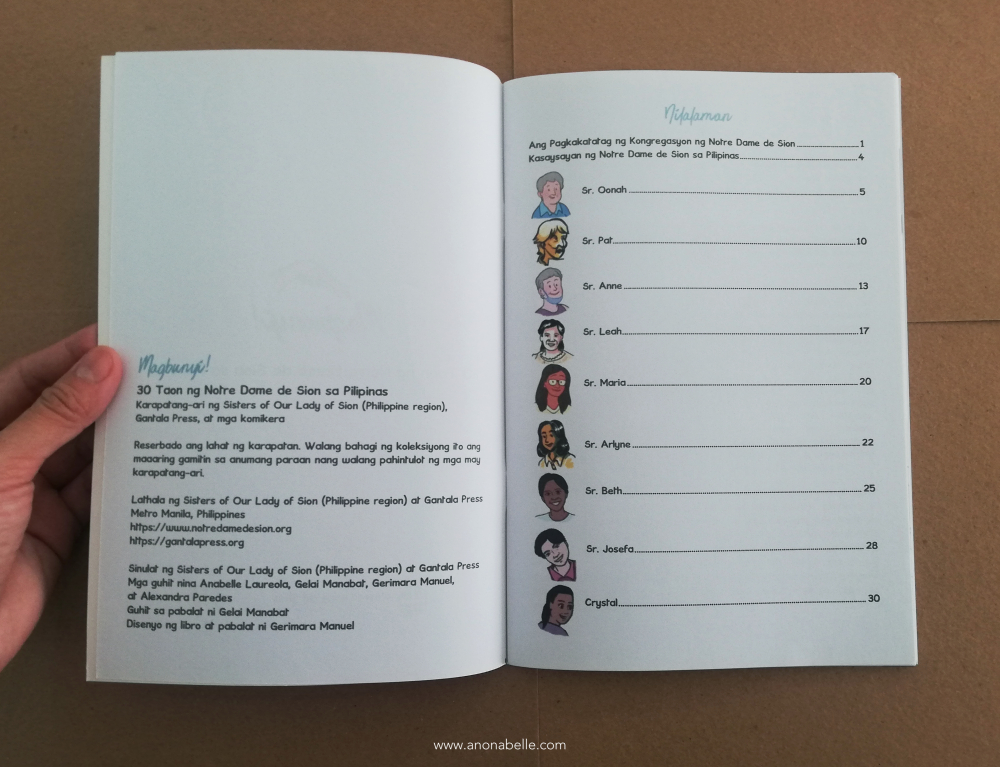 Magbunyi!
30 Taon ng Notre Dame de Sion sa Pilipinas
Karapatang-ari ng Sisters of Our Lady of Sion (Philippine region),
Gantala Press, at mga komikera
Reserbado ang lahat ng karapatan. Walang bahagi ng koleksiyong ito ang
maaring gamitin sa anumang paraan nang walang pahintulot ng mga may
karapatang-ari.
Lathala ng Sisters of Our Lady of Sion (Philippine region) at Gantala Press
Metro Manila, Philippines
https://www.notredamedesion.org
https://gantalapress.org
Sinulat ng Sisters of Our Lady of Sion (Philippine region) at Gantala Press
Mga guhit nina Anabelle Laureola, Gelai Manabat, Gerimara Manuel,
at Alexandra Paredes
Guhit sa pabalat ni Gelai Manabat
Disenyo ng libro at pabalat ni Gerimara Manuel
Nilalaman
Ang Pagkakatatag ng Kongregasyon ng Notre Dame de Sion 1
Kasaysayan ng Notre Dame de Sion sa Pilipinas 4
Sr. Oonah 5
Sr. Pat 10
Sr. Anne 13
Sr. Leah 17
Sr. Maria 20
Sr. Arlyne 22
Sr. Beth 25
Sr. Josefa 28
Crystal 30
www.anonabelle.com